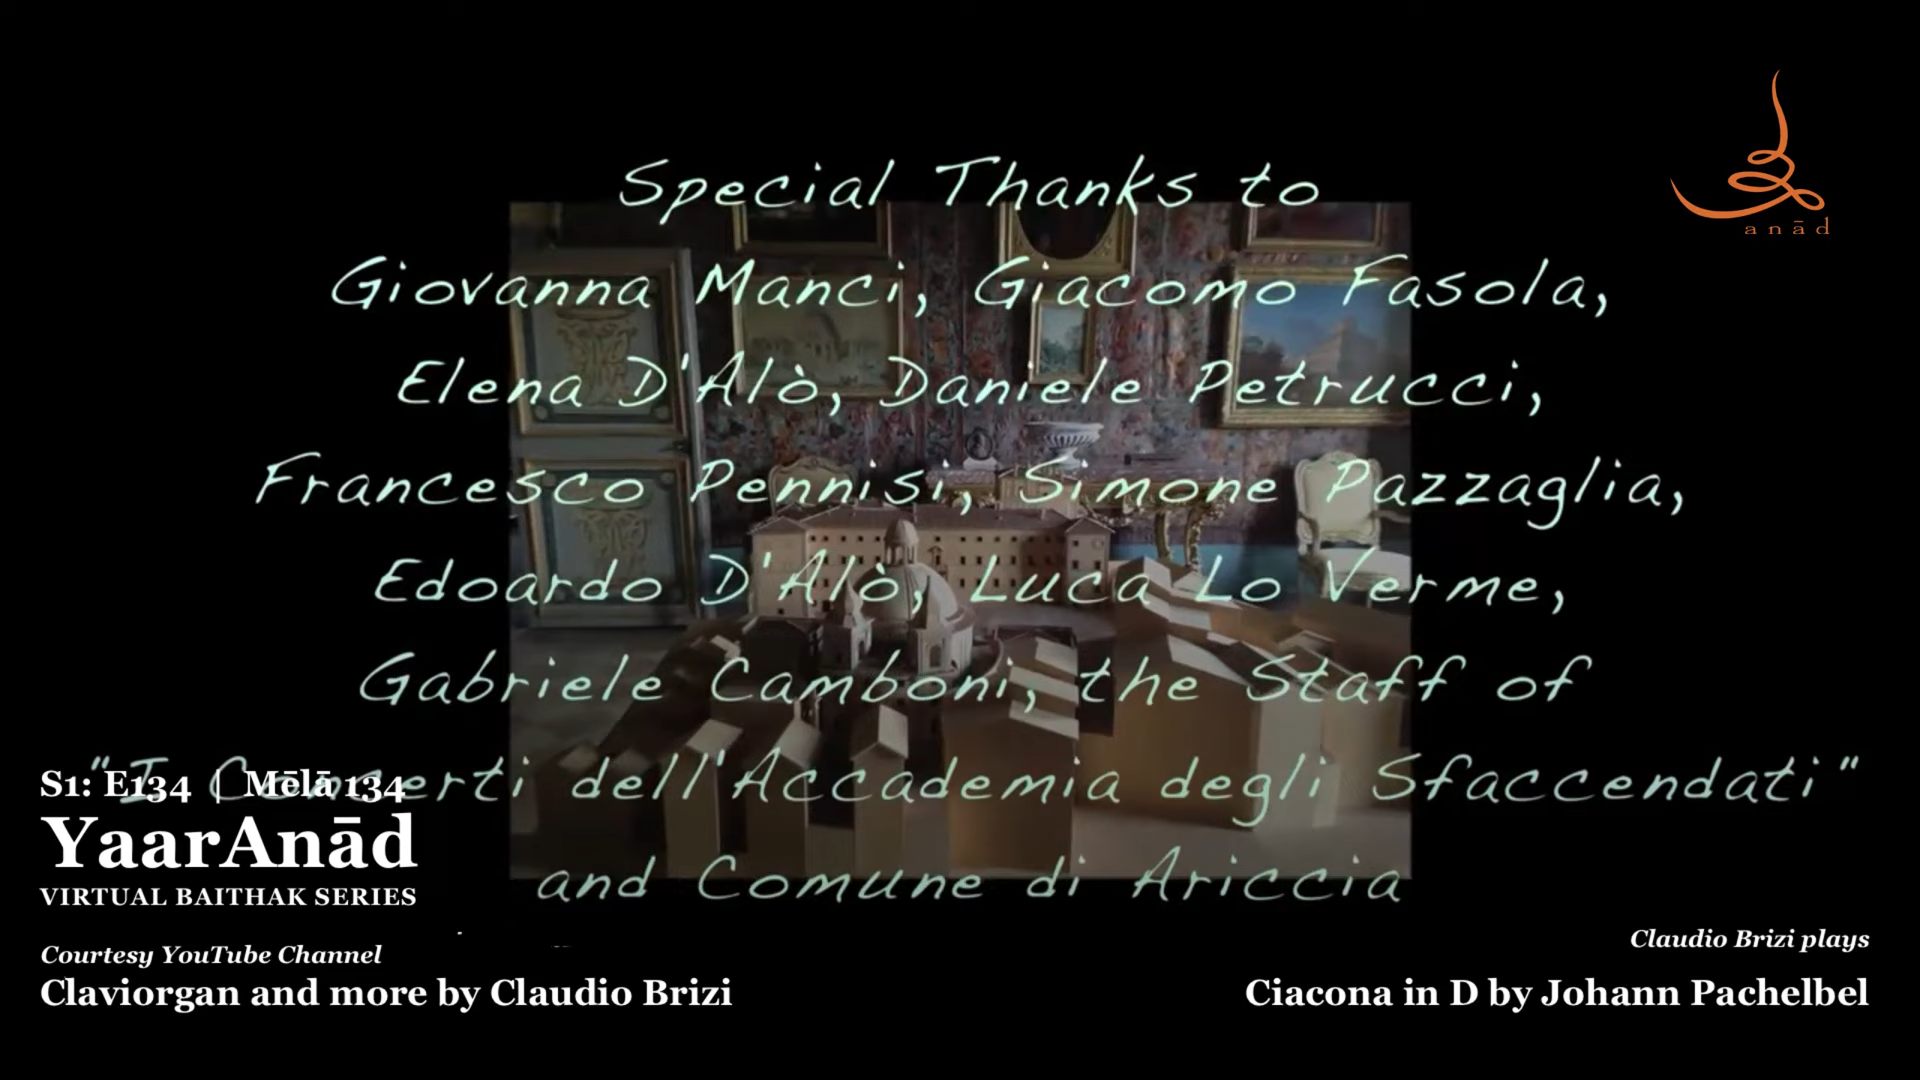 anād
Special Thanks to
Giovanna Manci, Giacomo Fasola,
Elena D'Alò, Daniele Petrucci,
Francesco Pennisi, Simone Pazzaglia,
Edoardo D'Alò, Luca Lo Verme,
Gabriele Camboni, the Staff of
"I Concerti dell'Accademia degli Sfaccendati"
and Comune di Ariccia
S1: E134 | Mēlā 134
YaarAnād
VIRTUAL BAITHAK SERIES
Courtesy YouTube Channel
Claviorgan and more by Claudio Brizi
Claudio Brizi plays
Ciacona in D by Johann Pachelbel